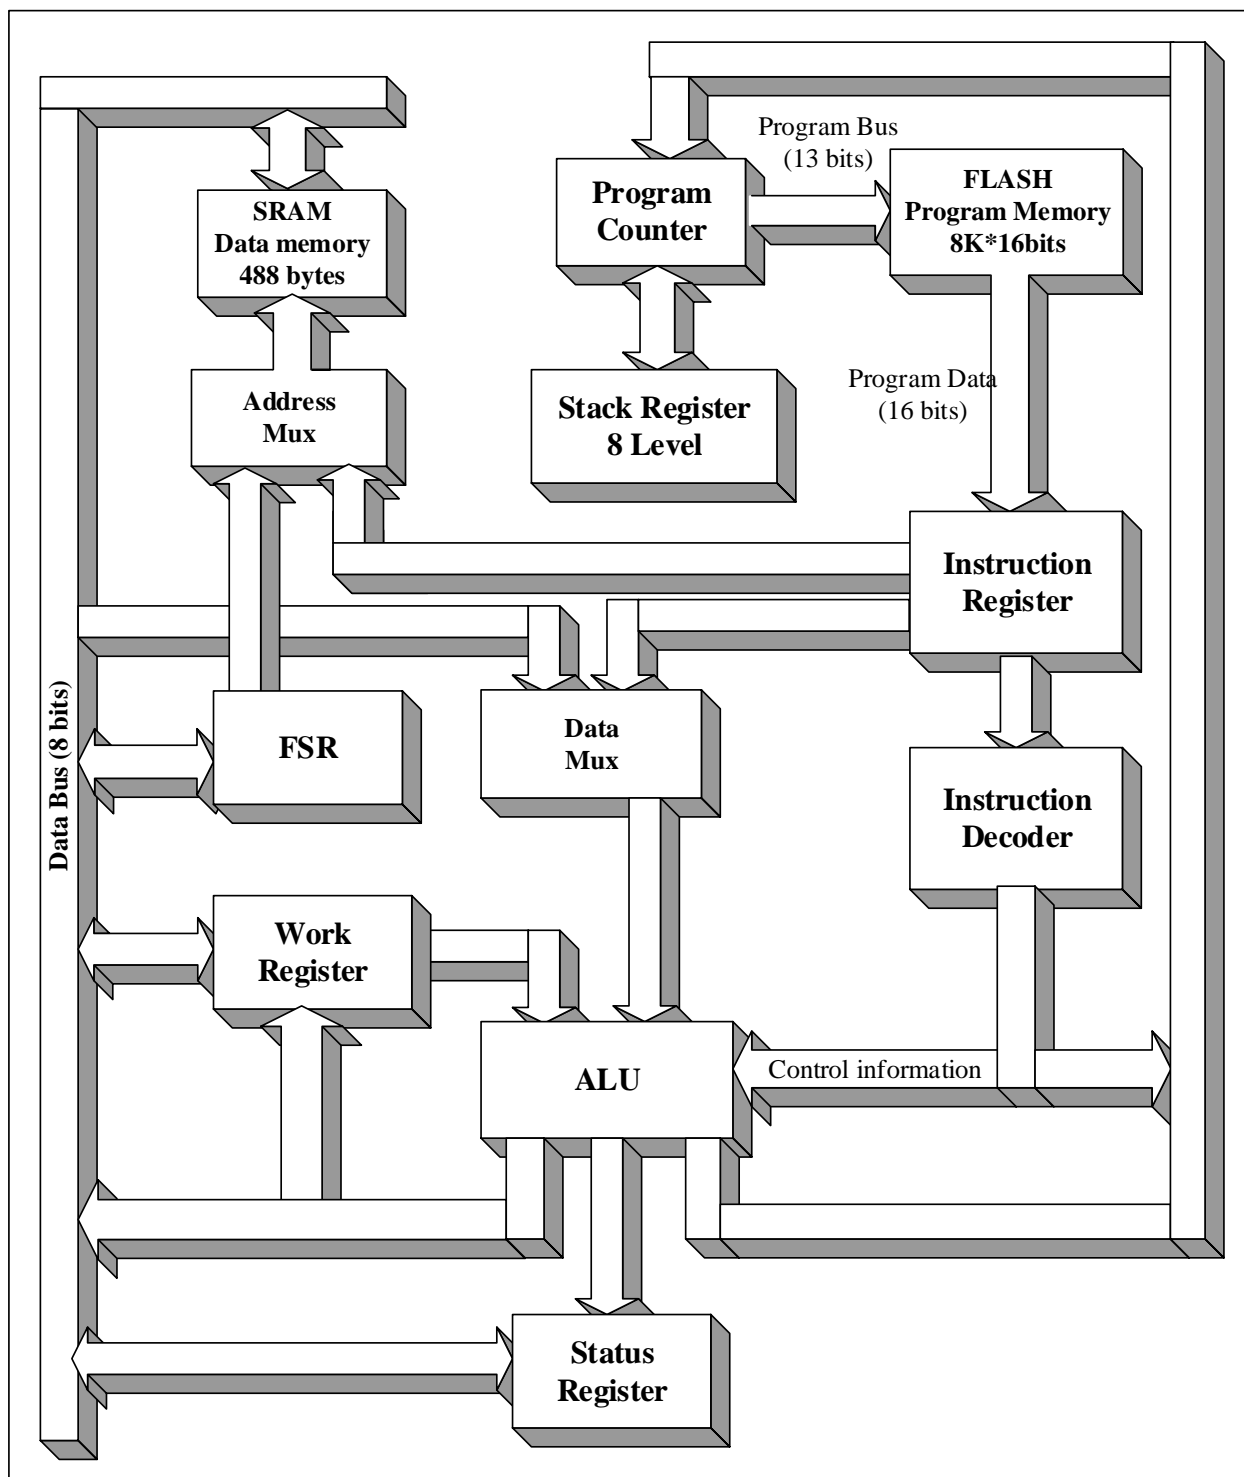 Program Bus
(13 bits)
Program
Counter
FLASH
Program Memory
8K*16bits
SRAM
Data memory
488 bytes
Address
Mux
Stack Register
8 Level
Program Data
(16 bits)
Instruction
Register
Data Bus (8 bits)
FSR
Data
Mux
Instruction
Decoder
Work
Register
ALU
Control information
Status
Register